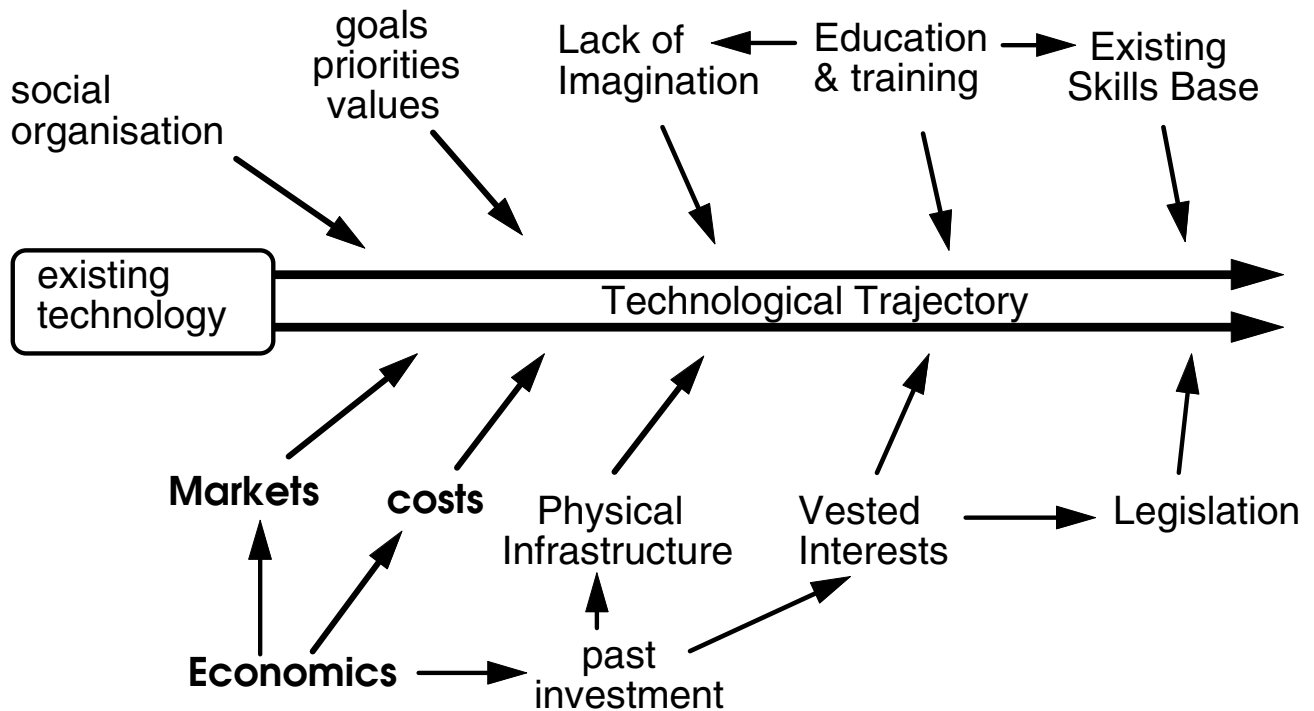 social
organisation
goals
priorities
values
Lack of
Imagination
Education
& training
Existing
Skills Base
existing
technology
Technological Trajectory
Markets
costs
Physical
Infrastructure
Vested
Interests
Legislation
Economics
past
investment